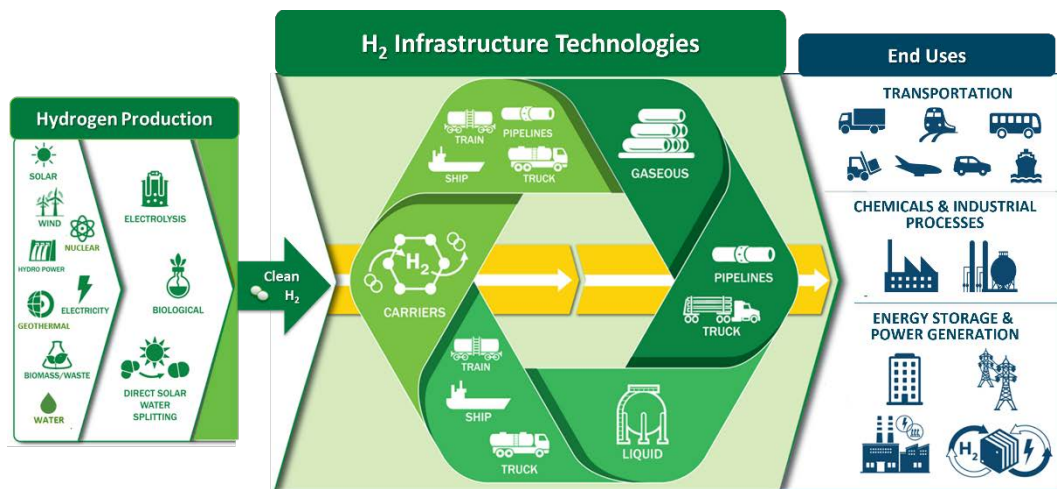 H2 Infrastructure Technologies
End Uses
Hydrogen Production
SOLAR
WIND
NUCLEAR
HYDRO POWER
ELECTRICITY
GEOTHERMAL
BIOMASS/WASTE
WATER
ELECTROLYSIS
BIOLOGICAL
DIRECT SOLAR
WATER
SPLITTING
Clean
H2
TRAIN
PIPELINES
SHIP
TRUCK
GASEOUS
H2
CARRIERS
PIPELINES
TRUCK
TRAIN
SHIP
TRUCK
LIQUID
TRANSPORTATION
CHEMICALS & INDUSTRIAL
PROCESSES
ENERGY STORAGE &
POWER GENERATION
H2